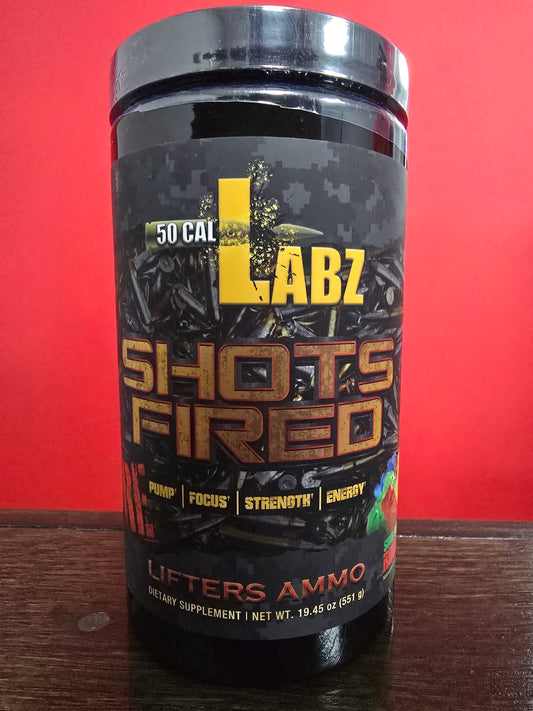 50 CAL
LABZ
SHOTS
FIRED
PUMP† | FOCUS† | STRENGTH† | ENERGY†
LIFTERS AMMO
DIETARY SUPPLEMENT | NET WT. 19.45 oz (551 g)